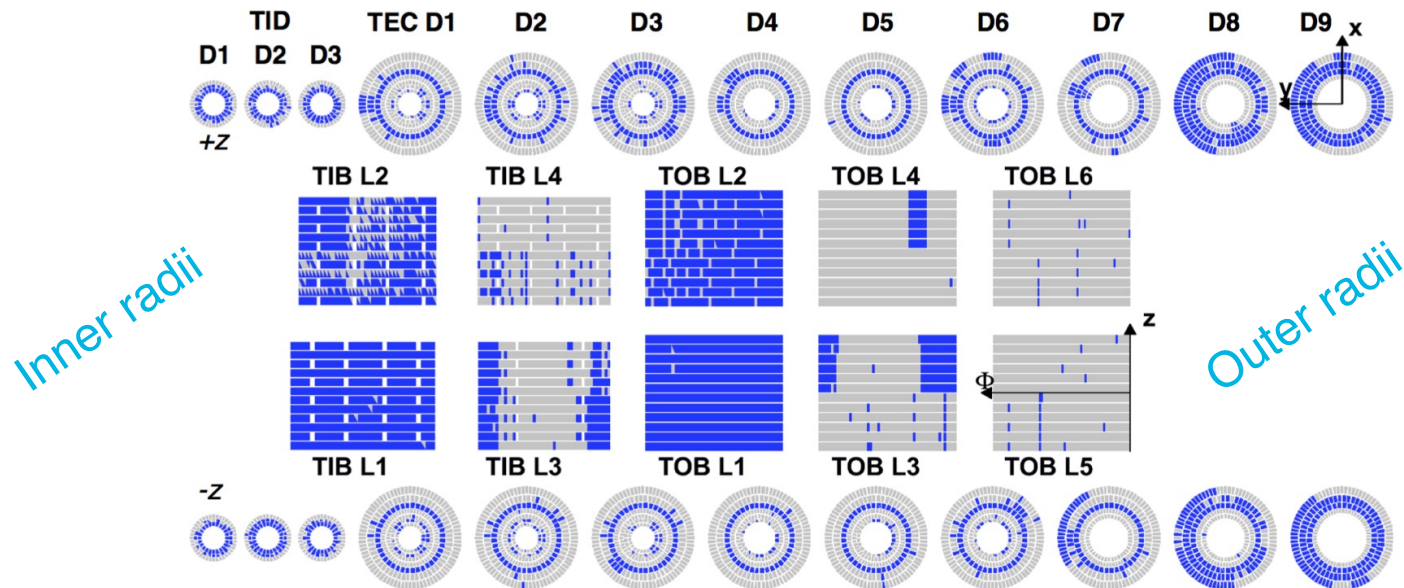 TID
TEC D1 D2 D3 D4 D5 D6 D7 D8 D9
D1 D2 D3
x
y
+z
TIB L2 TIB L4 TOB L2 TOB L4 TOB L6
Inner radii
Outer radii
z
Φ
TIB L1 TIB L3 TOB L1 TOB L3 TOB L5
-z